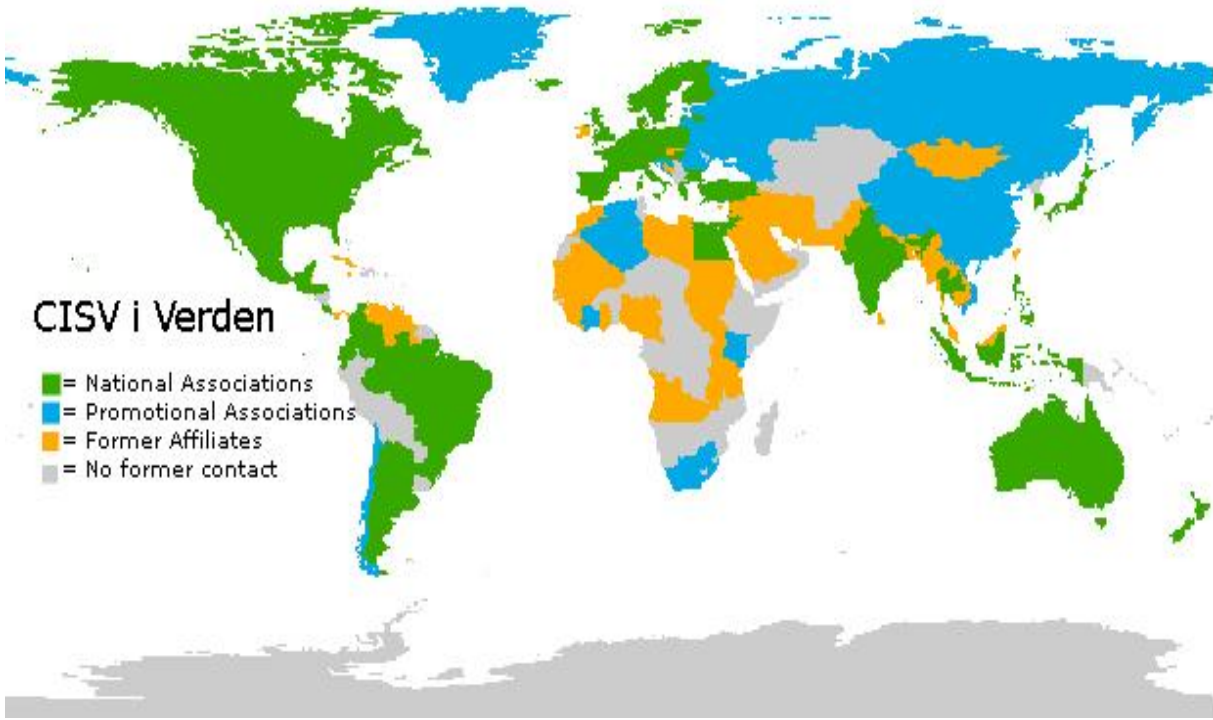 CISV i Verden
= National Associations
= Promotional Associations
= Former Affiliates
= No former contact